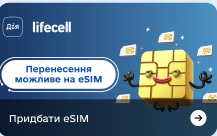 Дія lifecell
Перенесення
можливе на eSIM
Придбати eSIM